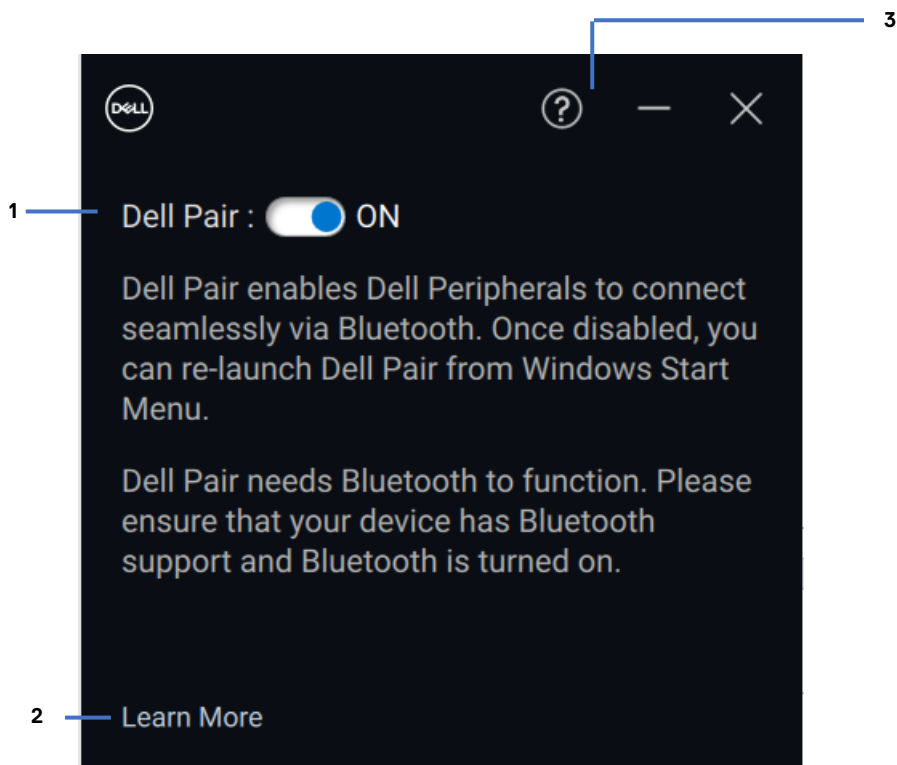 3
DELL
?
1
Dell Pair : ON
Dell Pair enables Dell Peripherals to connect
seamlessly via Bluetooth. Once disabled, you
can re-launch Dell Pair from Windows Start
Menu.
Dell Pair needs Bluetooth to function. Please
ensure that your device has Bluetooth
support and Bluetooth is turned on.
2
Learn More